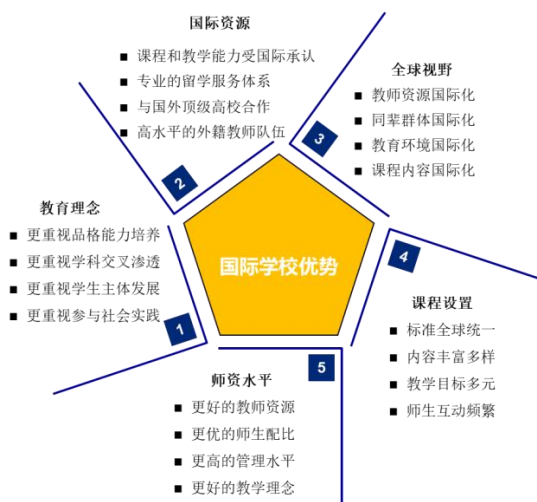 国际资源
■ 课程和教学能力受国际承认
■ 专业的留学服务体系
■ 与国外顶级高校合作
■ 高水平的外籍教师队伍
全球视野
■ 教师资源国际化
■ 同辈群体国际化
■ 教育环境国际化
■ 课程内容国际化
3
2
教育理念
■ 更重视品格能力培养
■ 更重视学科交叉渗透
■ 更重视学生主体发展
■ 更重视参与社会实践
1
国际学校优势
4
课程设置
■ 标准全球统一
■ 内容丰富多样
■ 教学目标多元
■ 师生互动频繁
5
师资水平
■ 更好的教师资源
■ 更优的师生配比
■ 更高的管理水平
■ 更好的教学理念